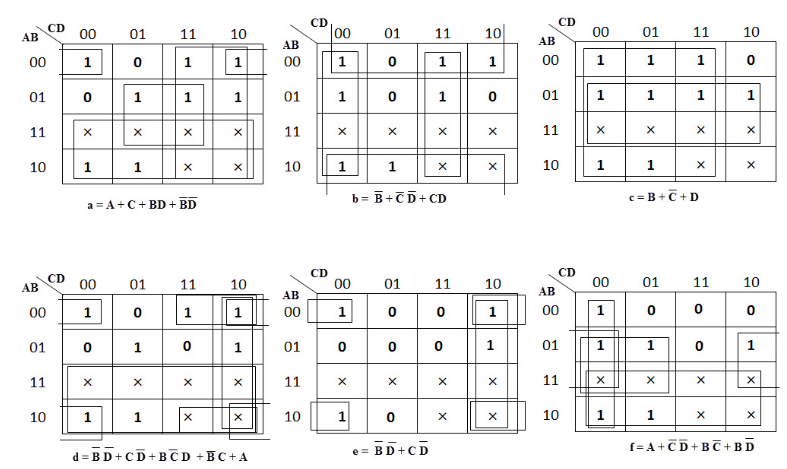 CD 00 01 11 10
AB
00 1 0 1 1
01 0 1 1 1
11 × × × ×
10 1 1 × ×
a = A + C + BD + B̅D̅
CD 00 01 11 10
AB
00 1 0 1 1
01 1 0 1 0
11 × × × ×
10 1 1 × ×
b = B̅ + C̅ D̅ + CD
CD 00 01 11 10
AB
00 1 1 1 0
01 1 1 1 1
11 × × × ×
10 1 1 × ×
c = B + C̅ + D
CD 00 01 11 10
AB
00 1 0 1 1
01 0 1 0 1
11 × × × ×
10 1 1 × ×
d = B̅ D̅ + C D̅ + B C̅ D + B̅ C + A
CD 00 01 11 10
AB
00 1 0 0 1
01 0 0 0 1
11 × × × ×
10 1 0 × ×
e = B̅ D̅ + C D̅
CD 00 01 11 10
AB
00 1 0 0 0
01 1 1 0 1
11 × × × ×
10 1 1 × ×
f = A + C̅ D̅ + B C̅ + B D̅